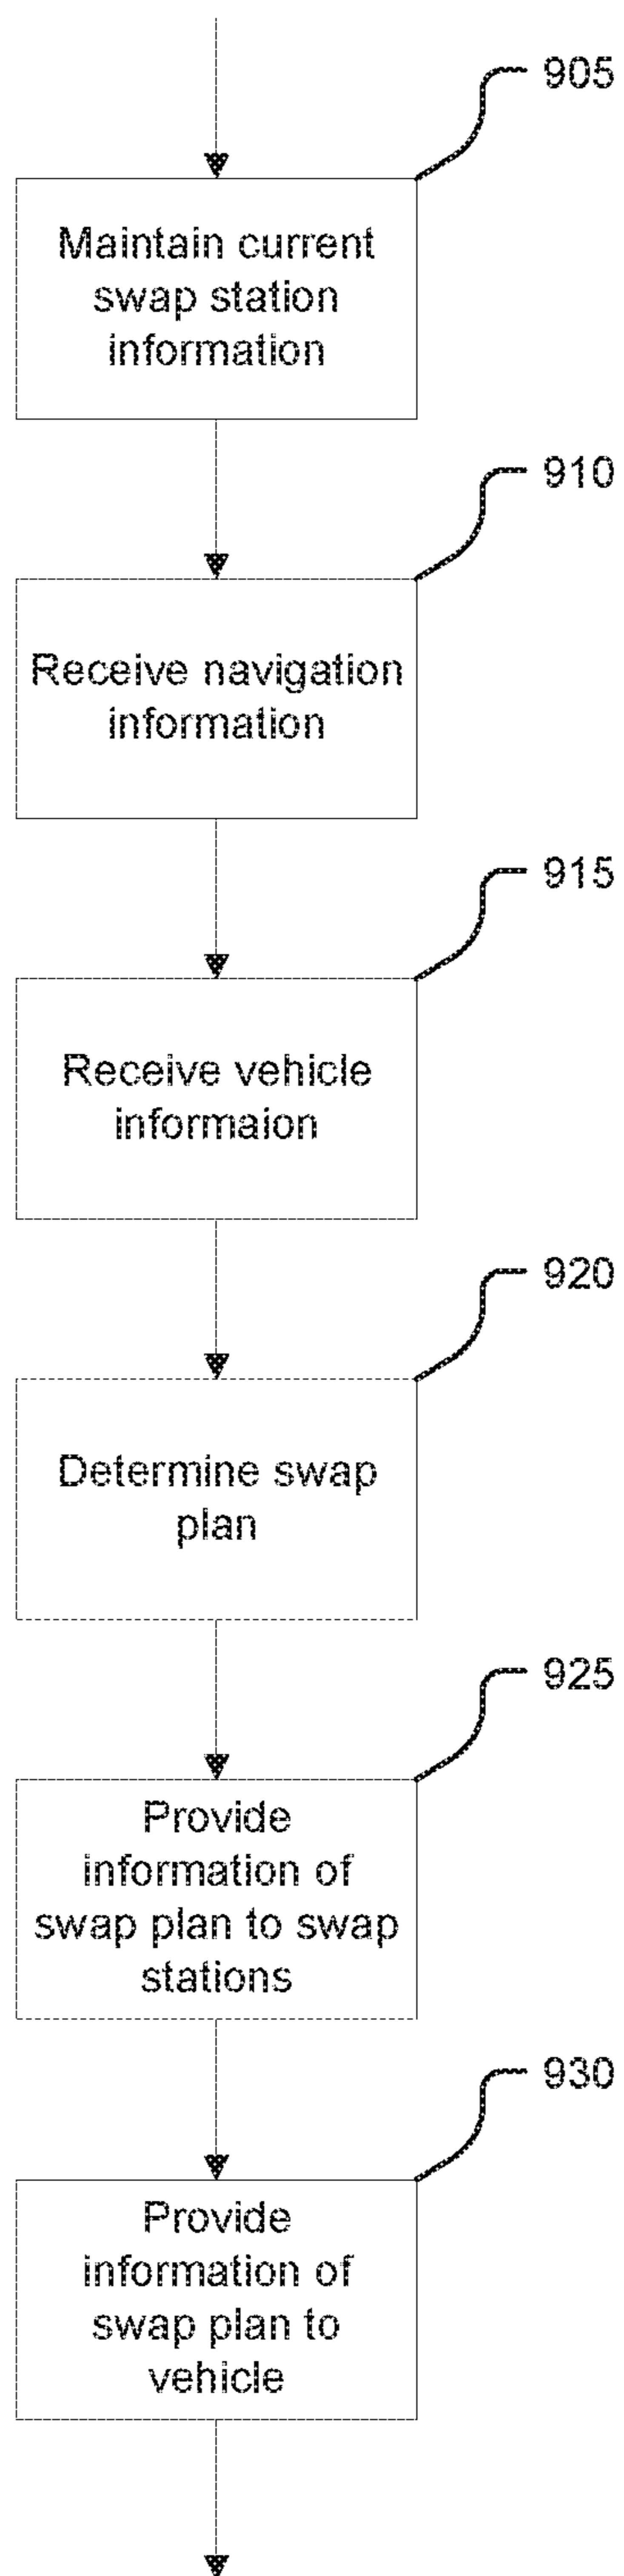 905
Maintain current
swap station
information
910
Receive navigation
information
915
Receive vehicle
informaion
920
Determine swap
plan
925
Provide
information of
swap plan to swap
stations
930
Provide
information of
swap plan to
vehicle